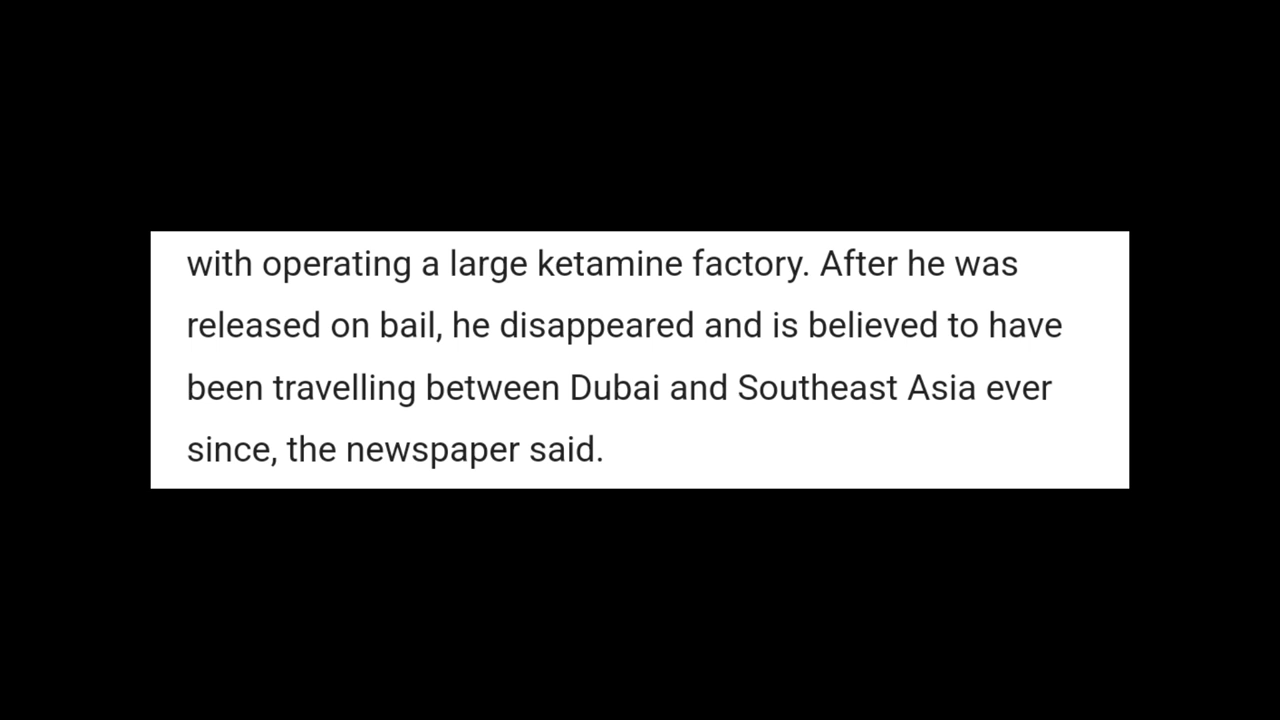 with operating a large ketamine factory. After he was
released on bail, he disappeared and is believed to have
been travelling between Dubai and Southeast Asia ever
since, the newspaper said.